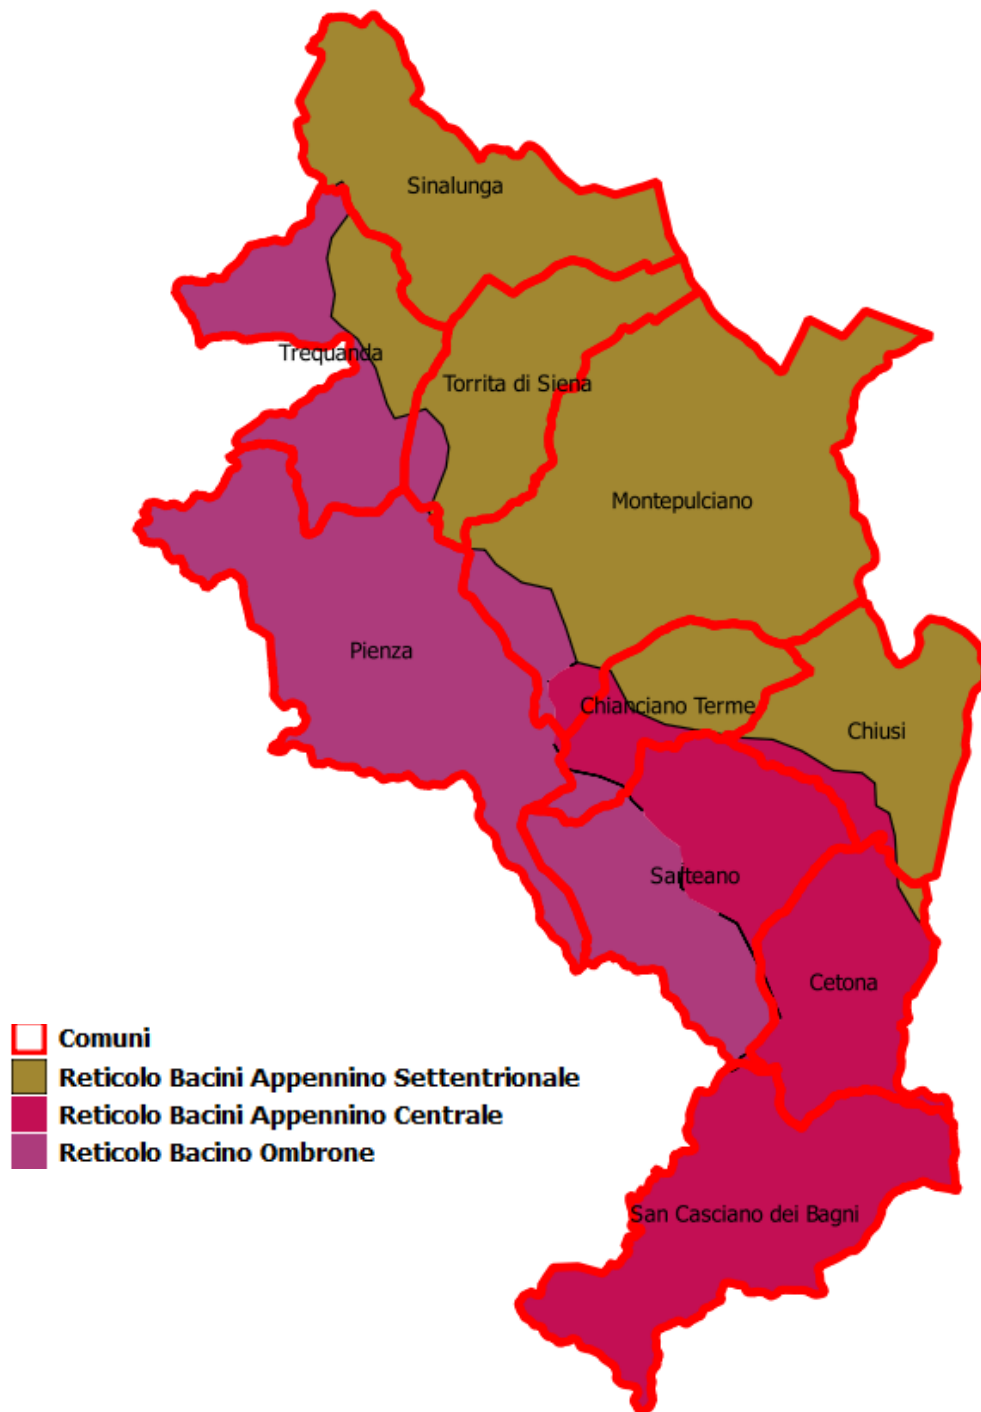 Sinalunga
Trequanda
Torrita di Siena
Montepulciano
Pienza
Chianciano Terme
Chiusi
Sarteano
Cetona
Comuni
Reticolo Bacini Appennino Settentrionale
Reticolo Bacini Appennino Centrale
Reticolo Bacino Ombrone
San Casciano dei Bagni